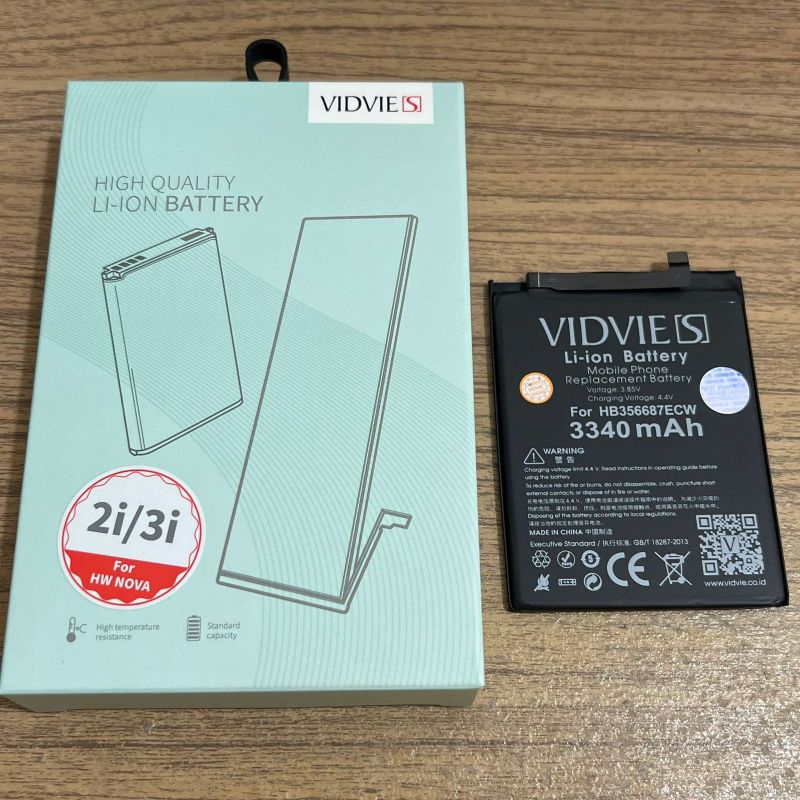 VIDVIE S
HIGH QUALITY
LI-ION BATTERY
2i/3i
For
HW NOVA
°C
High temperature
resistance
Standard
capacity
VIDVIE S
Li-ion Battery
Mobile Phone
Replacement Battery
Voltage: 3.85V
Charging Voltage: 4.4V
For HB356687ECW
3340 mAh
WARNING
警告
Charging voltage limit 4.4 V. Read instructions in operating guide before
using the battery.
To reduce risk of fire or burns, do not disassemble, crush, puncture, short
external contacts or dispose of in fire or water.
Disposing of the battery according to local regulations.
MADE IN CHINA 中国制造
Executive Standard / 执行标准: GB/T 18287-2013
CE FC
V
www.vidvie.co.id